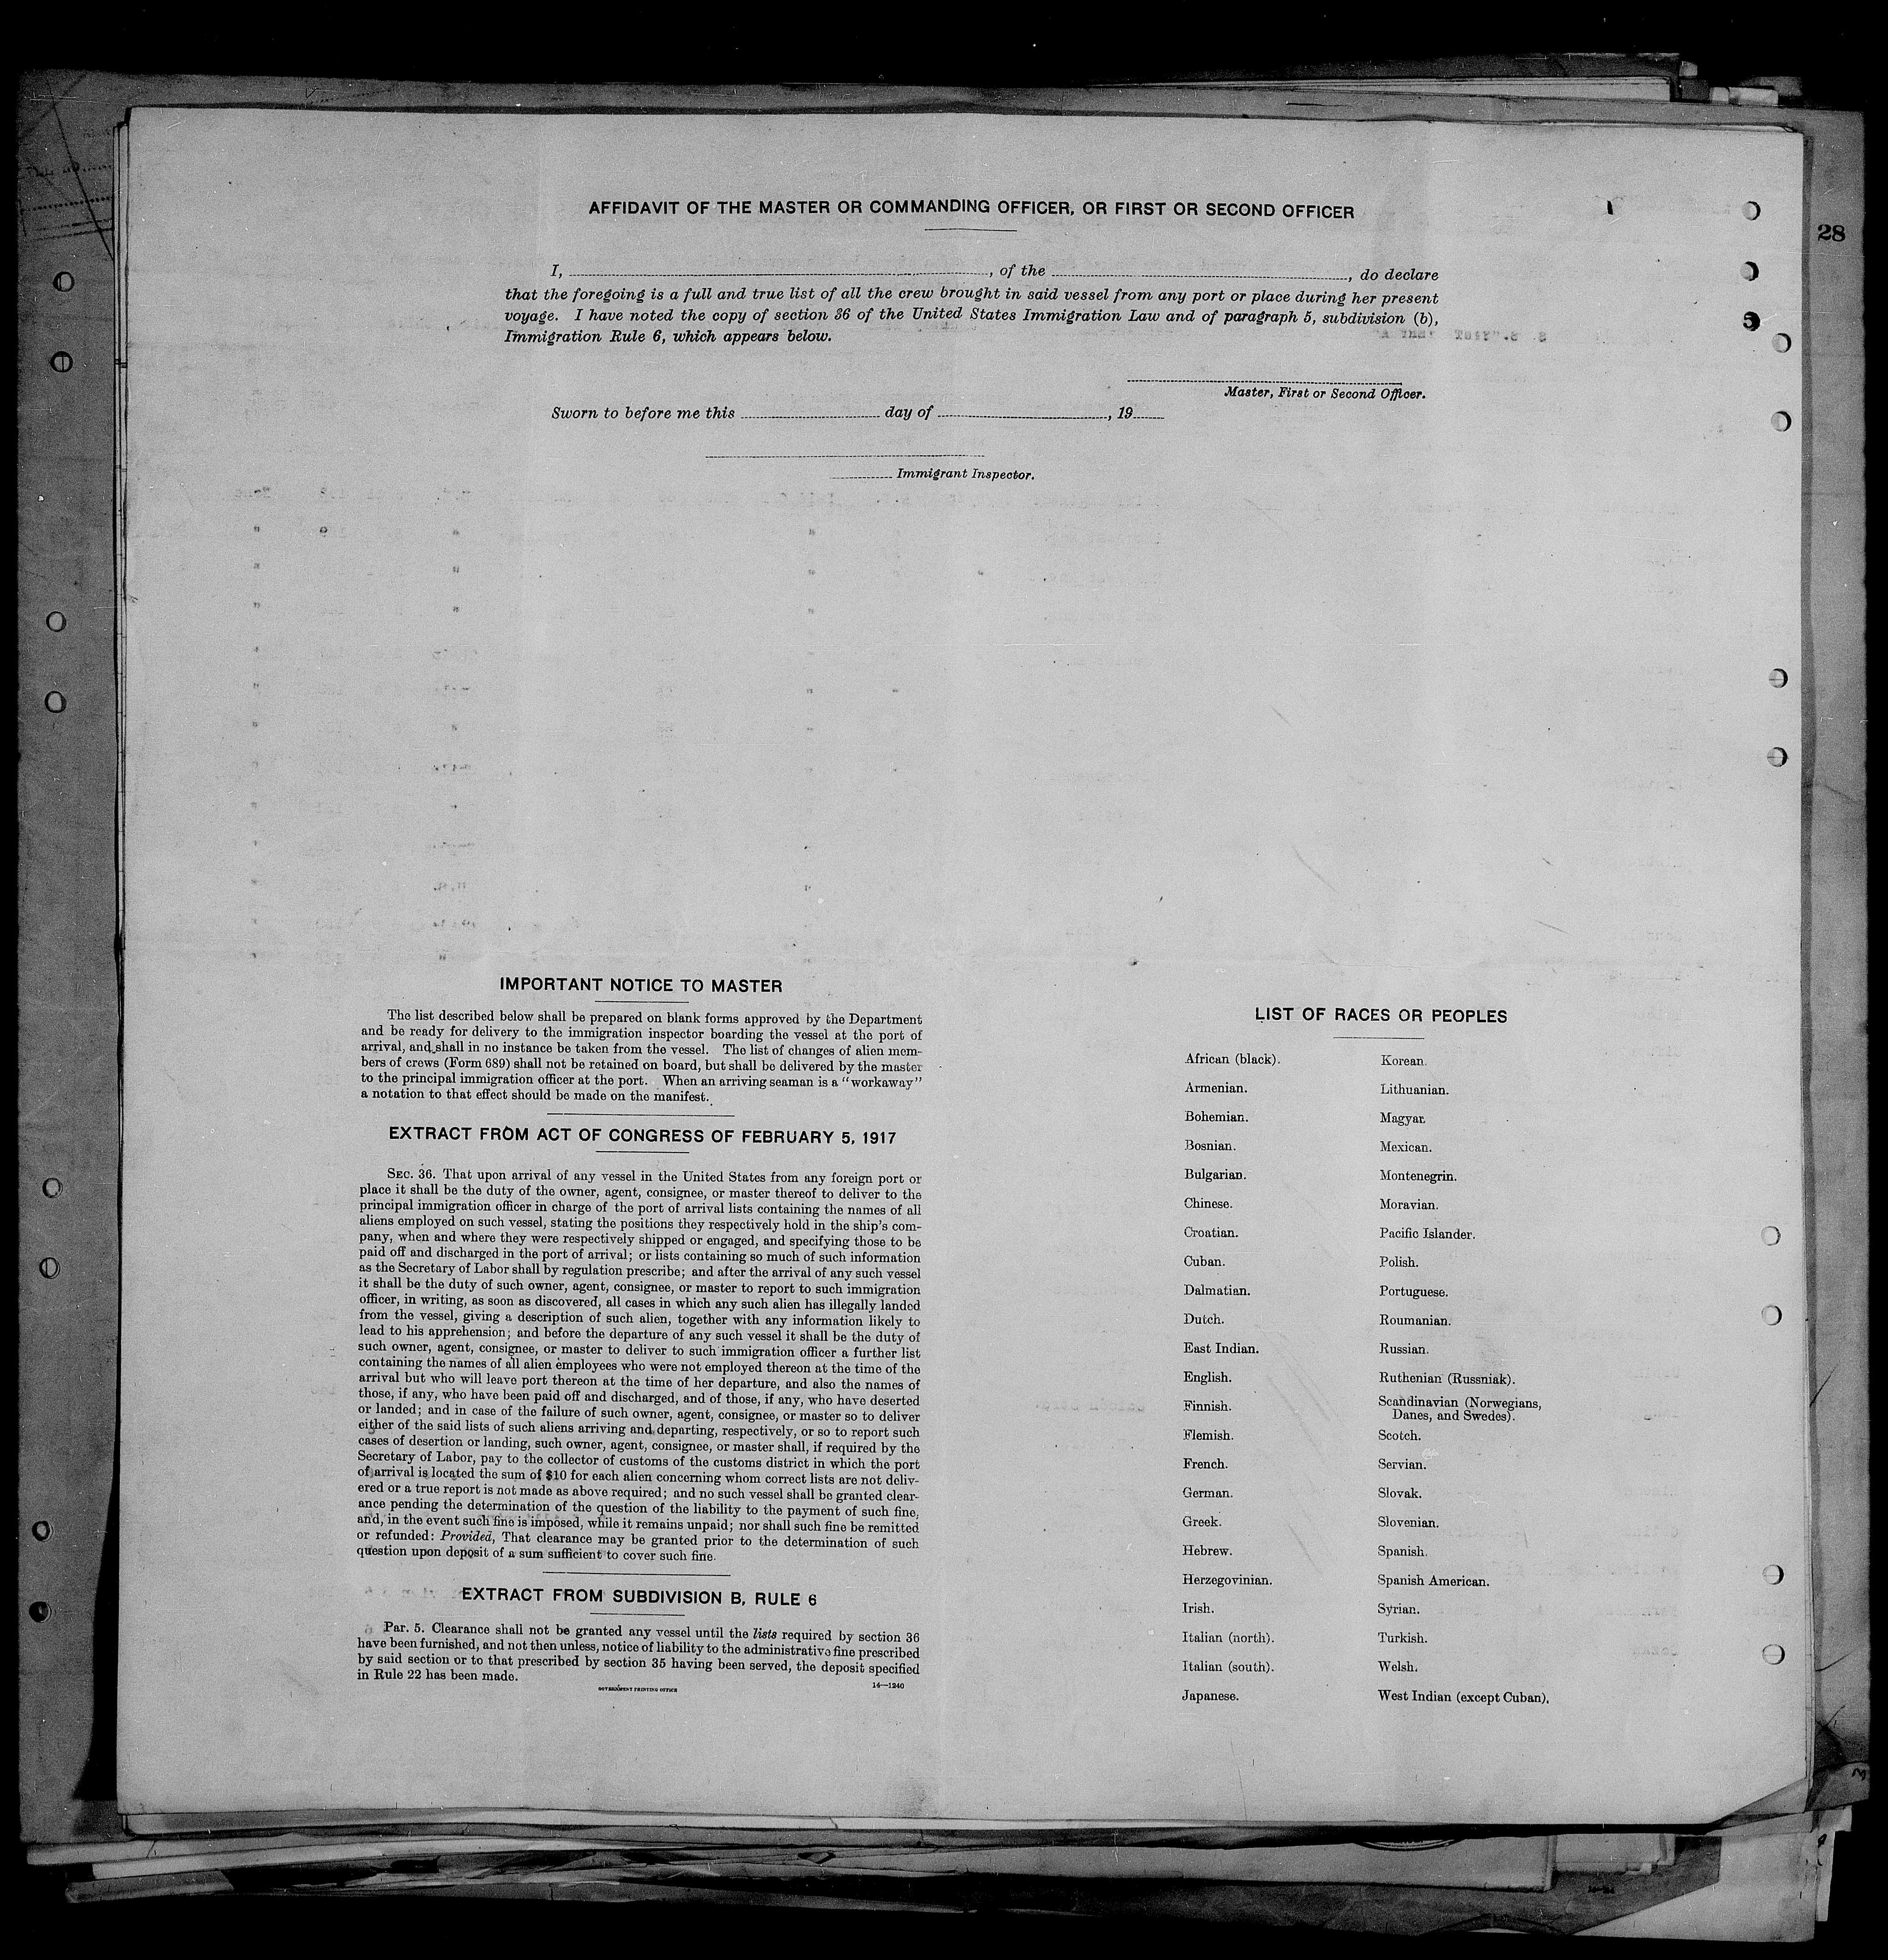 AFFIDAVIT OF THE MASTER OR COMMANDING OFFICER, OR FIRST OR SECOND OFFICER
28
I, , of the , do declare
that the foregoing is a full and true list of all the crew brought in said vessel from any port or place during her present
voyage. I have noted the copy of section 36 of the United States Immigration Law and of paragraph 5, subdivision (b),
Immigration Rule 6, which appears below.
5
Master, First or Second Officer.
Sworn to before me this day of , 19
Immigrant Inspector.
IMPORTANT NOTICE TO MASTER
The list described below shall be prepared on blank forms approved by the Department
and be ready for delivery to the immigration inspector boarding the vessel at the port of
arrival, and shall in no instance be taken from the vessel. The list of changes of alien mem-
bers of crews (Form 689) shall not be retained on board, but shall be delivered by the master
to the principal immigration officer at the port. When an arriving seaman is a "workaway"
a notation to that effect should be made on the manifest.
EXTRACT FROM ACT OF CONGRESS OF FEBRUARY 5, 1917
SEC. 36. That upon arrival of any vessel in the United States from any foreign port or
place it shall be the duty of the owner, agent, consignee, or master thereof to deliver to the
principal immigration officer in charge of the port of arrival lists containing the names of all
aliens employed on such vessel, stating the positions they respectively hold in the ship's com-
pany, when and where they were respectively shipped or engaged, and specifying those to be
paid off and discharged in the port of arrival; or lists containing so much of such information
as the Secretary of Labor shall by regulation prescribe; and after the arrival of any such vessel
it shall be the duty of such owner, agent, consignee, or master to report to such immigration
officer, in writing, as soon as discovered, all cases in which any such alien has illegally landed
from the vessel, giving a description of such alien, together with any information likely to
lead to his apprehension; and before the departure of any such vessel it shall be the duty of
such owner, agent, consignee, or master to deliver to such immigration officer a further list
containing the names of all alien employees who were not employed thereon at the time of the
arrival but who will leave port thereon at the time of her departure, and also the names of
those, if any, who have been paid off and discharged, and of those, if any, who have deserted
or landed; and in case of the failure of such owner, agent, consignee, or master so to deliver
either of the said lists of such aliens arriving and departing, respectively, or so to report such
cases of desertion or landing, such owner, agent, consignee, or master shall, if required by the
Secretary of Labor, pay to the collector of customs of the customs district in which the port
of arrival is located the sum of $10 for each alien concerning whom correct lists are not deliv-
ered or a true report is not made as above required; and no such vessel shall be granted clear-
ance pending the determination of the question of the liability to the payment of such fine,
and, in the event such fine is imposed, while it remains unpaid; nor shall such fine be remitted
or refunded: Provided, That clearance may be granted prior to the determination of such
question upon deposit of a sum sufficient to cover such fine.
EXTRACT FROM SUBDIVISION B, RULE 6
Par. 5. Clearance shall not be granted any vessel until the lists required by section 36
have been furnished, and not then unless, notice of liability to the administrative fine prescribed
by said section or to that prescribed by section 35 having been served, the deposit specified
in Rule 22 has been made.
GOVERNMENT PRINTING OFFICE 14—1240
LIST OF RACES OR PEOPLES
African (black).
Armenian.
Bohemian.
Bosnian.
Bulgarian.
Chinese.
Croatian.
Cuban.
Dalmatian.
Dutch.
East Indian.
English.
Finnish.
Flemish.
French.
German.
Greek.
Hebrew.
Herzegovinian.
Irish.
Italian (north).
Italian (south).
Japanese.
Korean.
Lithuanian.
Magyar.
Mexican.
Montenegrin.
Moravian.
Pacific Islander.
Polish.
Portuguese.
Roumanian.
Russian.
Ruthenian (Russniak).
Scandinavian (Norwegians,
Danes, and Swedes).
Scotch.
Servian.
Slovak.
Slovenian.
Spanish.
Spanish American.
Syrian.
Turkish.
Welsh.
West Indian (except Cuban).